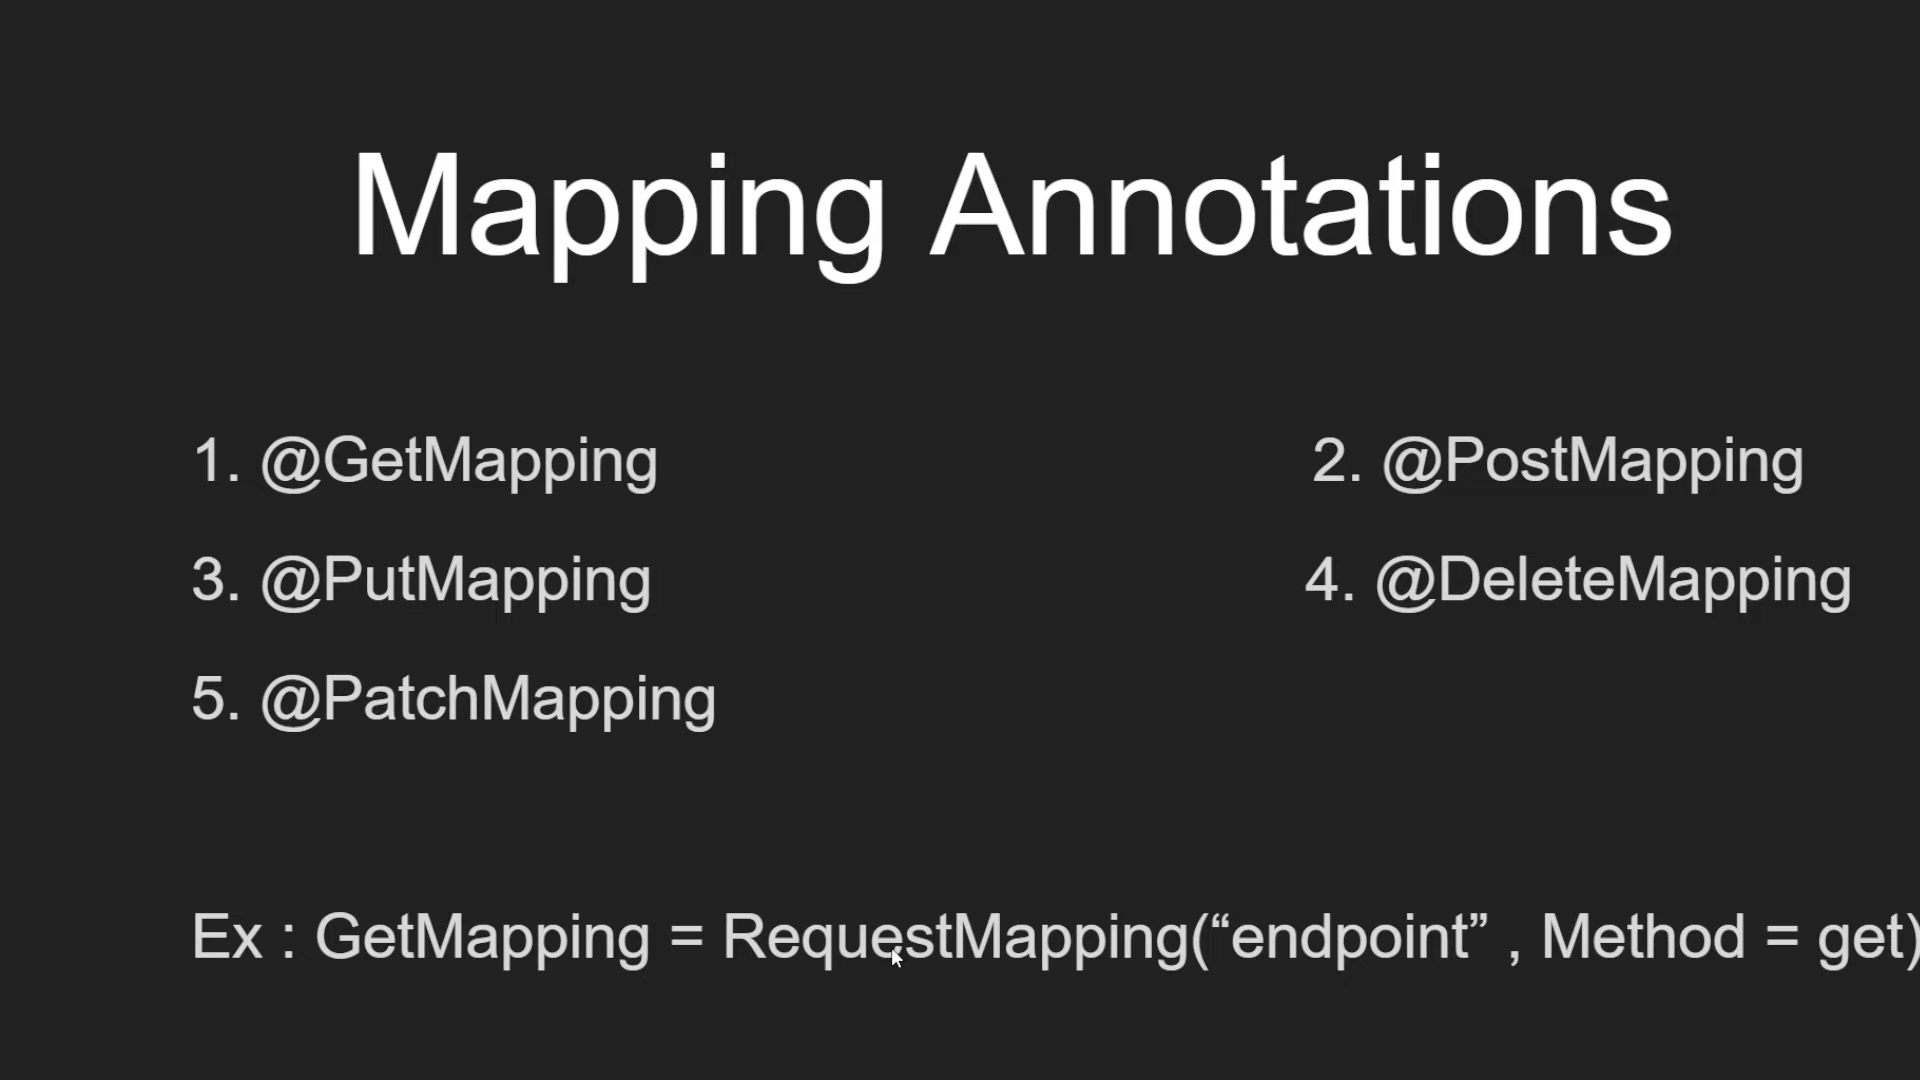 Mapping Annotations
1. @GetMapping 2. @PostMapping
3. @PutMapping 4. @DeleteMapping
5. @PatchMapping
Ex : GetMapping = RequestMapping(“endpoint” , Method = get)